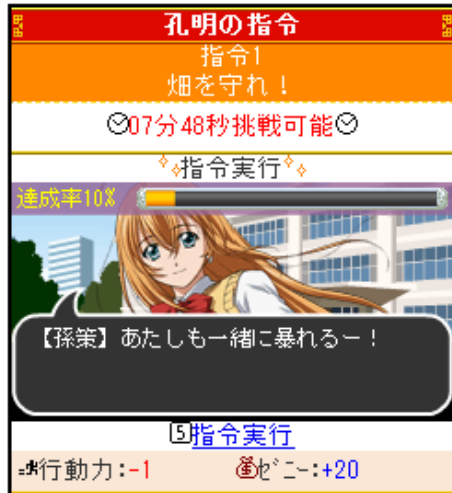 孔明の指令
指令1
畑を守れ！
07分48秒挑戦可能
指令実行
達成率10%
【孫策】あたしも一緒に暴れるー！
5指令実行
行動力:-1 ゼニー:+20